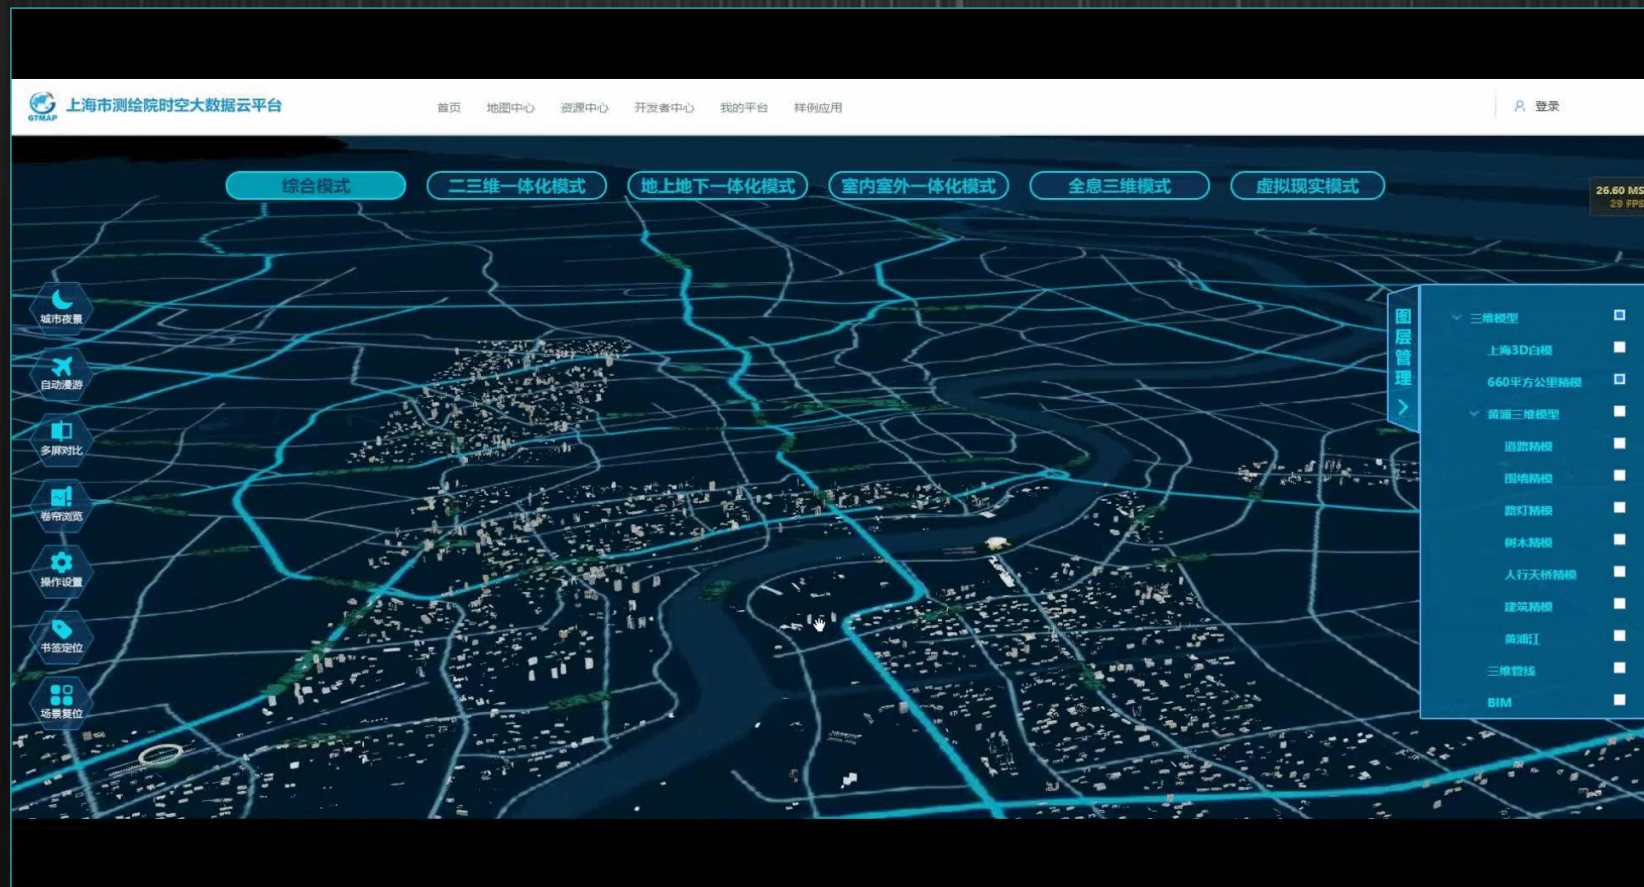 上海市测绘院时空大数据云平台
GTMAP
首页 地图中心 资源中心 开发者中心 我的平台 样例应用
登录
综合模式 二三维一体化模式 地上地下一体化模式 室内室外一体化模式 全息三维模式 虚拟现实模式
26.60 MS
29 FPS
城市夜景
自动漫游
多屏对比
卷帘浏览
操作设置
书签定位
场景复位
图层管理
三维模型
上海3D白模
660平方公里精模
黄浦三维模型
道路精模
围墙精模
路灯精模
树木精模
人行天桥精模
建筑精模
黄浦江
三维管线
BIM